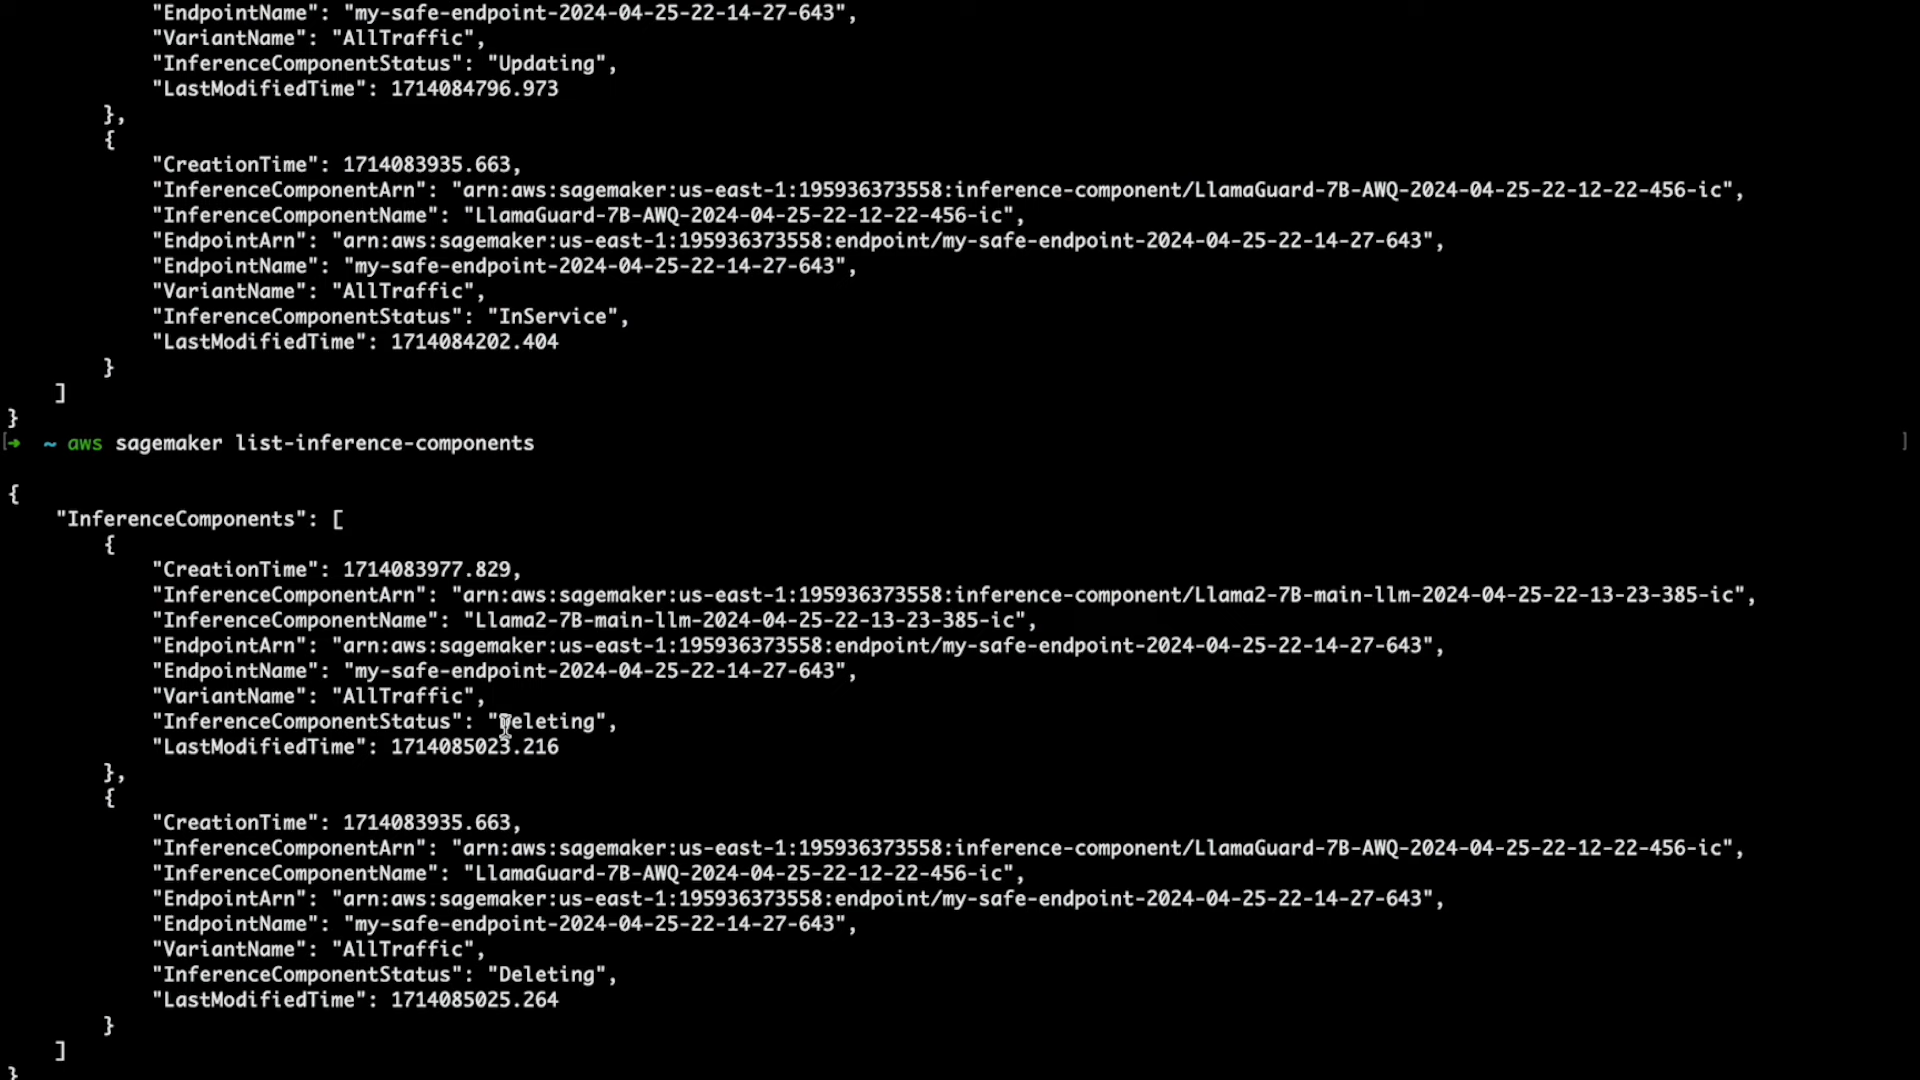 "EndpointName": "my-safe-endpoint-2024-04-25-22-14-27-643",
"VariantName": "AllTraffic",
"InferenceComponentStatus": "Updating",
"LastModifiedTime": 1714084796.973
},
{
"CreationTime": 1714083935.663,
"InferenceComponentArn": "arn:aws:sagemaker:us-east-1:195936373558:inference-component/LlamaGuard-7B-AWQ-2024-04-25-22-12-22-456-ic",
"InferenceComponentName": "LlamaGuard-7B-AWQ-2024-04-25-22-12-22-456-ic",
"EndpointArn": "arn:aws:sagemaker:us-east-1:195936373558:endpoint/my-safe-endpoint-2024-04-25-22-14-27-643",
"EndpointName": "my-safe-endpoint-2024-04-25-22-14-27-643",
"VariantName": "AllTraffic",
"InferenceComponentStatus": "InService",
"LastModifiedTime": 1714084202.404
}
]
}
[➜ ~ aws sagemaker list-inference-components ]
{
"InferenceComponents": [
{
"CreationTime": 1714083977.829,
"InferenceComponentArn": "arn:aws:sagemaker:us-east-1:195936373558:inference-component/Llama2-7B-main-llm-2024-04-25-22-13-23-385-ic",
"InferenceComponentName": "Llama2-7B-main-llm-2024-04-25-22-13-23-385-ic",
"EndpointArn": "arn:aws:sagemaker:us-east-1:195936373558:endpoint/my-safe-endpoint-2024-04-25-22-14-27-643",
"EndpointName": "my-safe-endpoint-2024-04-25-22-14-27-643",
"VariantName": "AllTraffic",
"InferenceComponentStatus": "Deleting",
"LastModifiedTime": 1714085023.216
},
{
"CreationTime": 1714083935.663,
"InferenceComponentArn": "arn:aws:sagemaker:us-east-1:195936373558:inference-component/LlamaGuard-7B-AWQ-2024-04-25-22-12-22-456-ic",
"InferenceComponentName": "LlamaGuard-7B-AWQ-2024-04-25-22-12-22-456-ic",
"EndpointArn": "arn:aws:sagemaker:us-east-1:195936373558:endpoint/my-safe-endpoint-2024-04-25-22-14-27-643",
"EndpointName": "my-safe-endpoint-2024-04-25-22-14-27-643",
"VariantName": "AllTraffic",
"InferenceComponentStatus": "Deleting",
"LastModifiedTime": 1714085025.264
}
]
}